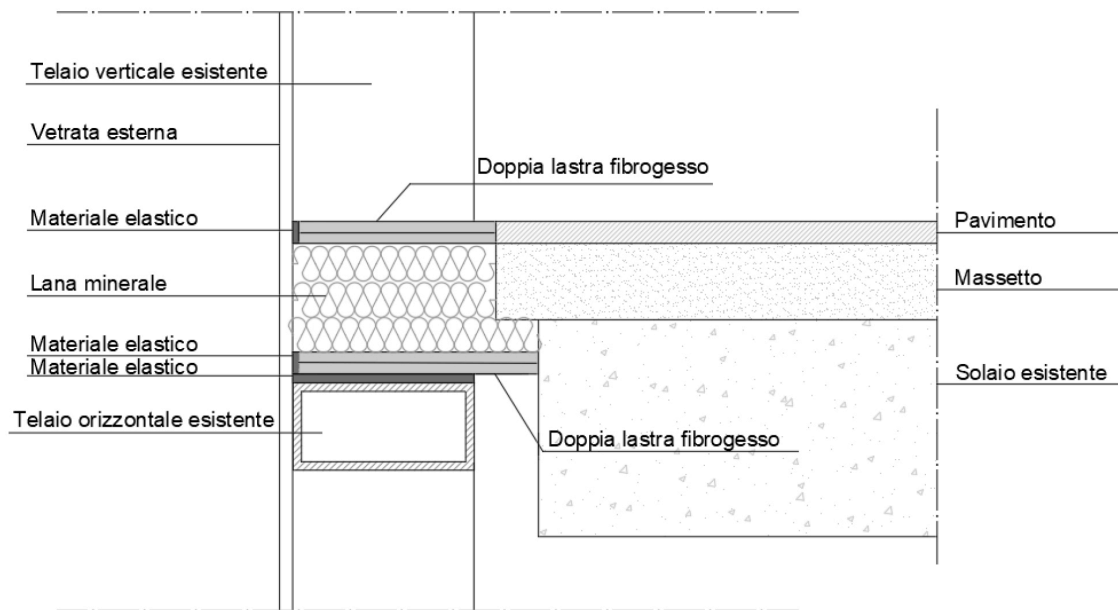 Telaio verticale esistente
Vetrata esterna
Doppia lastra fibrogesso
Materiale elastico
Pavimento
Lana minerale
Massetto
Materiale elastico
Materiale elastico
Solaio esistente
Telaio orizzontale esistente
Doppia lastra fibrogesso